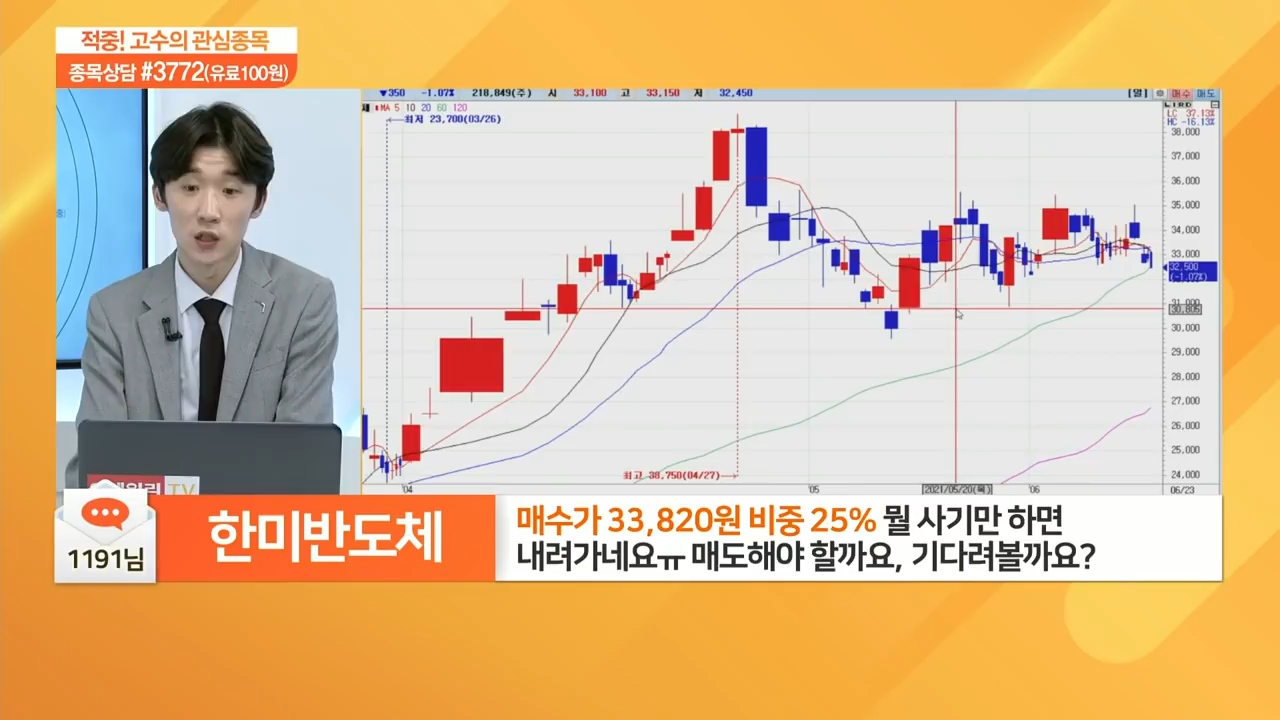 적중! 고수의 관심종목
종목상담 #3772(유료100원)
▼350 -1.07% 218,849(주) 시 33,100 고 33,150 저 32,450
[일] 매수 매도
MA 5 10 20 60 120
LC 37.13%
HC -16.13%
최저 23,700(03/26)
38,000
37,000
36,000
35,000
34,000
33,000
32,500
(-1.07%)
31,000
30,805
30,000
29,000
28,000
27,000
26,000
25,000
24,000
최고 38,750(04/27)
'04 '05 2021/05/20(목) '06 06/23
TV
1191님
한미반도체
매수가 33,820원 비중 25% 뭘 사기만 하면
내려가네요ㅠ 매도해야 할까요, 기다려볼까요?